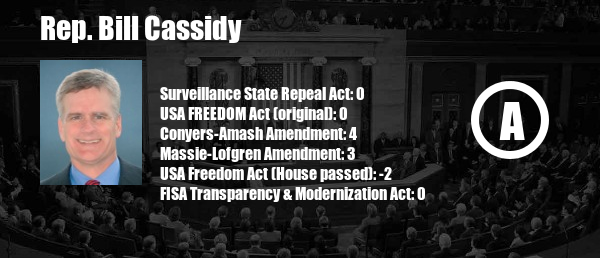 Rep. Bill Cassidy
Surveillance State Repeal Act: 0
USA FREEDOM Act (original): 0
Conyers-Amash Amendment: 4
Massie-Lofgren Amendment: 3
USA Freedom Act (House passed): -2
FISA Transparency & Modernization Act: 0
A